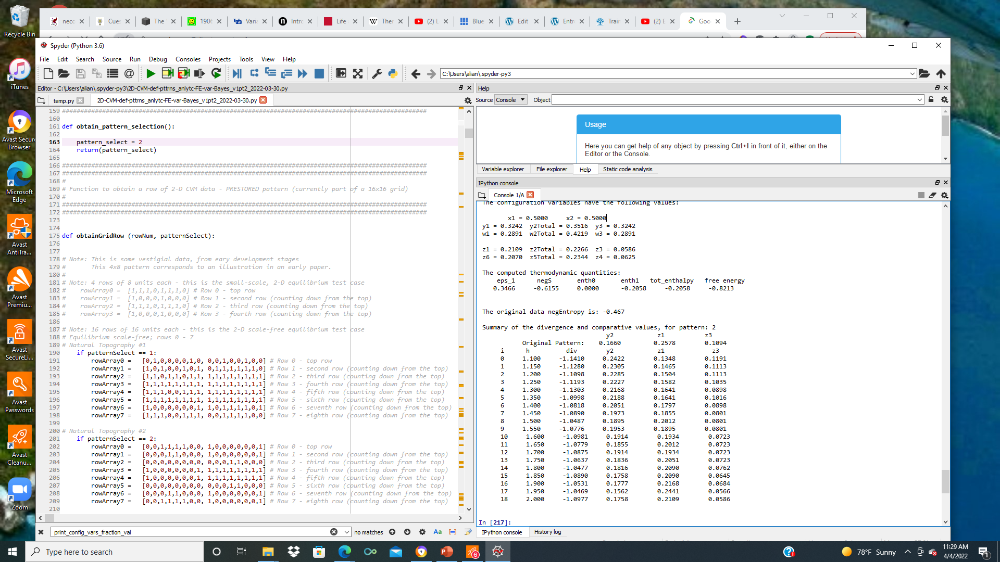 Recycle Bin
iTunes
Avast Secure
Browser
Microsoft
Edge
Avast
AntiTra...
Avast
Premiu...
Avast
SecureLi...
Avast
Passwords
Avast
Cleanu...
Zoom
necc
Cues
The
1906
Varia
Intro
Life
Ther
(2) L
Blue
Edit
Entr
Train
(2) E
Goo
Spyder (Python 3.6)
File Edit Search Source Run Debug Consoles Projects Tools View Help
C:\Users\alian\.spyder-py3
Editor - C:\Users\alian\.spyder-py3\2D-CVM-def-pttrns_anlytc-FE-var-Bayes_v1pt2_2022-03-30.py
temp.py 2D-CVM-def-pttrns_anlytc-FE-var-Bayes_v1pt2_2022-03-30.py
159 ####################################################################################################
160
161 def obtain_pattern_selection():
162
163 pattern_select = 2
164 return(pattern_select)
165
166 ####################################################################################################
167 ####################################################################################################
168 #
169 # Function to obtain a row of 2-D CVM data - PRESTORED pattern (currently part of a 16x16 grid)
170 #
171 ####################################################################################################
172 ####################################################################################################
173
174
175 def obtainGridRow (rowNum, patternSelect):
176
177
178 # Note: This is some vestigial data, from eary development stages
179 # This 4x8 pattern corresponds to an illustration in an early paper.
180 #
181 # Note: 4 rows of 8 units each - this is the small-scale, 2-D equilibrium test case
182 # rowArray0 = [1,1,1,0,1,1,1,0] # Row 0 - top row
183 # rowArray1 = [1,0,0,0,1,0,0,0] # Row 1 - second row (counting down from the top)
184 # rowArray2 = [1,1,1,0,1,1,1,0] # Row 2 - third row (counting down from the top)
185 # rowArray3 = [1,0,0,0,1,0,0,0] # Row 3 - fourth row (counting down from the top)
186
187 # Note: 16 rows of 16 units each - this is the 2-D scale-free equilibrium test case
188 # Equilibrium scale-free; rows 0 - 7
189 # Natural Topography #1
190 if patternSelect == 1:
191 rowArray0 = [0,1,0,0,0,0,1,0, 0,0,1,0,0,1,0,0] # Row 0 - top row
192 rowArray1 = [1,0,1,0,0,1,0,1, 0,1,1,1,1,1,1,0] # Row 1 - second row (counting down from the top)
193 rowArray2 = [1,1,0,1,1,0,1,1, 1,1,1,1,1,1,1,1] # Row 2 - third row (counting down from the top)
194 rowArray3 = [1,1,1,1,1,1,1,1, 1,1,1,1,1,1,1,1] # Row 3 - fourth row (counting down from the top)
195 rowArray4 = [1,1,1,0,0,1,1,1, 1,1,1,1,1,1,1,1] # Row 4 - fifth row (counting down from the top)
196 rowArray5 = [1,1,1,1,1,1,1,1, 1,1,1,1,1,1,1,1] # Row 5 - sixth row (counting down from the top)
197 rowArray6 = [1,0,0,0,0,0,0,1, 1,0,1,1,1,1,0,1] # Row 6 - seventh row (counting down from the top)
198 rowArray7 = [1,1,1,0,0,1,1,1, 0,0,1,1,1,1,0,0] # Row 7 - eighth row (counting down from the top)
199
200 # Natural Topography #2
201 if patternSelect == 2:
202 rowArray0 = [0,0,1,1,1,1,0,0, 1,0,0,0,0,0,0,1] # Row 0 - top row
203 rowArray1 = [0,0,0,1,1,0,0,0, 1,0,0,0,0,0,0,1] # Row 1 - second row (counting down from the top)
204 rowArray2 = [0,0,0,0,0,0,0,0, 0,0,0,1,1,0,0,0] # Row 2 - third row (counting down from the top)
205 rowArray3 = [1,0,0,0,0,0,0,1, 1,1,1,1,1,1,1,1] # Row 3 - fourth row (counting down from the top)
206 rowArray4 = [1,0,0,0,0,0,0,1, 1,1,1,1,1,1,1,1] # Row 4 - fifth row (counting down from the top)
207 rowArray5 = [0,0,0,0,0,0,0,0, 0,0,0,1,1,0,0,0] # Row 5 - sixth row (counting down from the top)
208 rowArray6 = [0,0,0,1,1,0,0,0, 1,0,0,0,0,0,0,1] # Row 6 - seventh row (counting down from the top)
209 rowArray7 = [0,0,1,1,1,1,0,0, 1,0,0,0,0,0,0,1] # Row 7 - eighth row (counting down from the top)
210
print_config_vars_fraction_val no matches Aa
Help
Source Console Object
Usage
Here you can get help of any object by pressing Ctrl+I in front of it, either on the
Editor or the Console.
Variable explorer File explorer Help Static code analysis
IPython console
Console 1/A
The configuration variables have the following values:
x1 = 0.5000 x2 = 0.5000
y1 = 0.3242 y2Total = 0.3516 y3 = 0.3242
w1 = 0.2891 w2Total = 0.4219 w3 = 0.2891
z1 = 0.2109 z2Total = 0.2266 z3 = 0.0586
z6 = 0.2070 z5Total = 0.2344 z4 = 0.0625
The computed thermodynamic quantities:
eps_1 negS enth0 enth1 tot_enthalpy free energy
0.3466 -0.6155 0.0000 -0.2058 -0.2058 -0.8213
The original data negEntropy is: -0.467
Summary of the divergence and comparative values, for pattern: 2
y2 z1 z3
Original Pattern: 0.1660 0.2578 0.1094
i h div y2 z1 z3
0 1.100 -1.1410 0.2422 0.1348 0.1191
1 1.150 -1.1280 0.2305 0.1465 0.1113
2 1.200 -1.1098 0.2285 0.1504 0.1113
3 1.250 -1.1193 0.2227 0.1582 0.1035
4 1.300 -1.1303 0.2168 0.1641 0.0898
5 1.350 -1.0998 0.2188 0.1641 0.1016
6 1.400 -1.0818 0.2051 0.1797 0.0898
7 1.450 -1.0890 0.1973 0.1855 0.0801
8 1.500 -1.0487 0.1895 0.2012 0.0801
9 1.550 -1.0776 0.1953 0.1895 0.0801
10 1.600 -1.0981 0.1914 0.1934 0.0723
11 1.650 -1.0779 0.1855 0.2012 0.0723
12 1.700 -1.0875 0.1914 0.1934 0.0723
13 1.750 -1.0637 0.1836 0.2051 0.0723
14 1.800 -1.0477 0.1816 0.2090 0.0762
15 1.850 -1.0890 0.1758 0.2090 0.0645
16 1.900 -1.0531 0.1777 0.2168 0.0684
17 1.950 -1.0469 0.1562 0.2441 0.0566
18 2.000 -1.0977 0.1758 0.2109 0.0586
In [217]:
IPython console History log
Type here to search
6
78°F Sunny
11:29 AM
4/4/2022
1